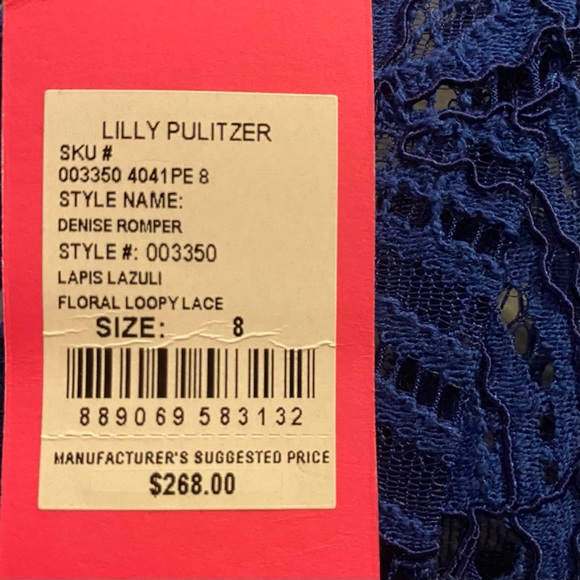 LILLY PULITZER
SKU #
003350 4041PE 8
STYLE NAME:
DENISE ROMPER
STYLE #: 003350
LAPIS LAZULI
FLORAL LOOPY LACE
SIZE: 8
889069 583132
MANUFACTURER'S SUGGESTED PRICE
$268.00